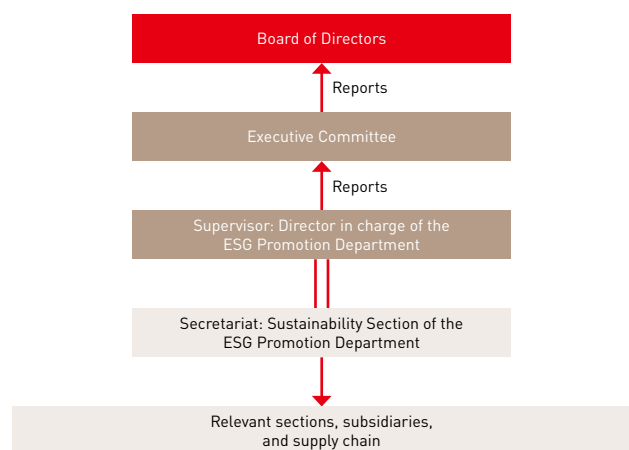 Board of Directors
Reports
Executive Committee
Reports
Supervisor: Director in charge of the
ESG Promotion Department
Secretariat: Sustainability Section of the
ESG Promotion Department
Relevant sections, subsidiaries,
and supply chain